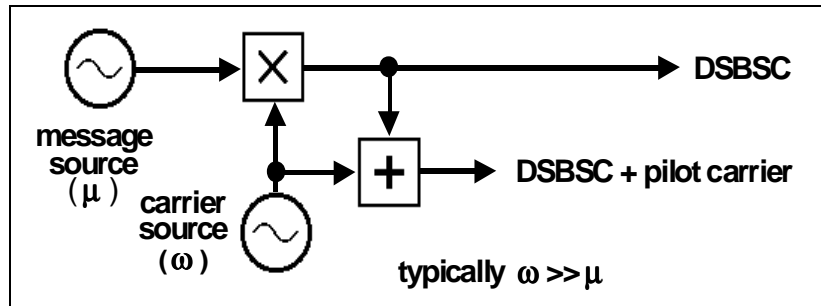 DSBSC
message
source
(μ)
DSBSC + pilot carrier
carrier
source
(ω)
typically ω >> μ